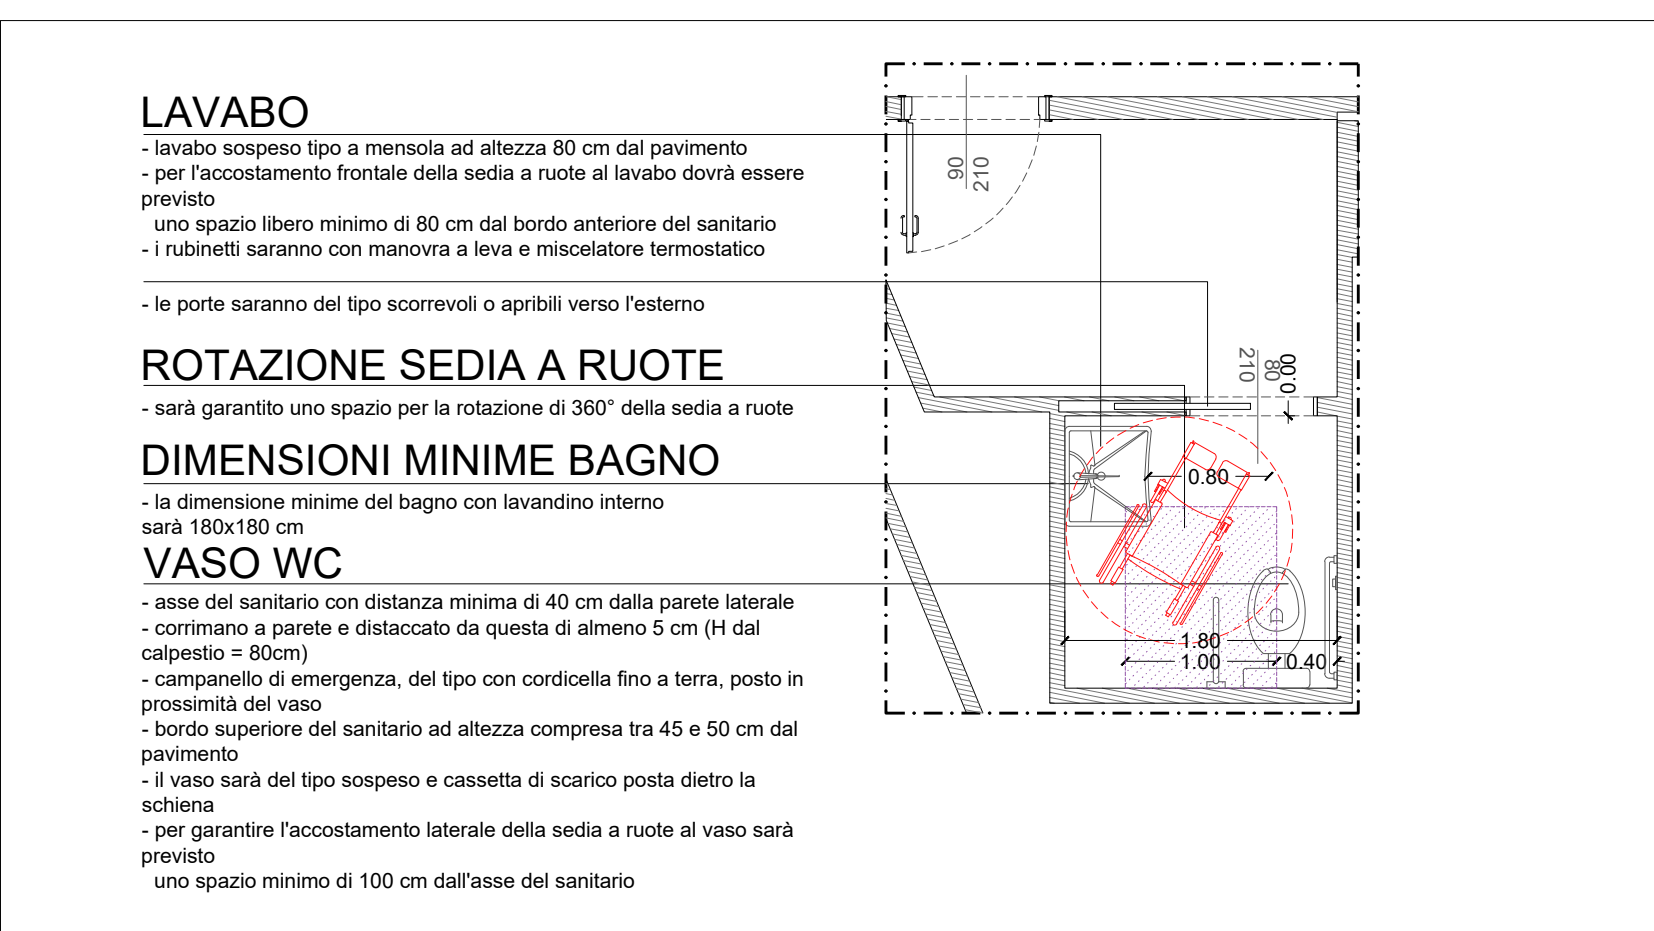 LAVABO
- lavabo sospeso tipo a mensola ad altezza 80 cm dal pavimento
- per l'accostamento frontale della sedia a ruote al lavabo dovrà essere
previsto
uno spazio libero minimo di 80 cm dal bordo anteriore del sanitario
- i rubinetti saranno con manovra a leva e miscelatore termostatico
- le porte saranno del tipo scorrevoli o apribili verso l'esterno
ROTAZIONE SEDIA A RUOTE
- sarà garantito uno spazio per la rotazione di 360° della sedia a ruote
DIMENSIONI MINIME BAGNO
- la dimensione minime del bagno con lavandino interno
sarà 180x180 cm
VASO WC
- asse del sanitario con distanza minima di 40 cm dalla parete laterale
- corrimano a parete e distaccato da questa di almeno 5 cm (H dal
calpestio = 80cm)
- campanello di emergenza, del tipo con cordicella fino a terra, posto in
prossimità del vaso
- bordo superiore del sanitario ad altezza compresa tra 45 e 50 cm dal
pavimento
- il vaso sarà del tipo sospeso e cassetta di scarico posta dietro la
schiena
- per garantire l'accostamento laterale della sedia a ruote al vaso sarà
previsto
uno spazio minimo di 100 cm dall'asse del sanitario
90
210
210
80
0.00
0.80
1.80
1.00
0.40